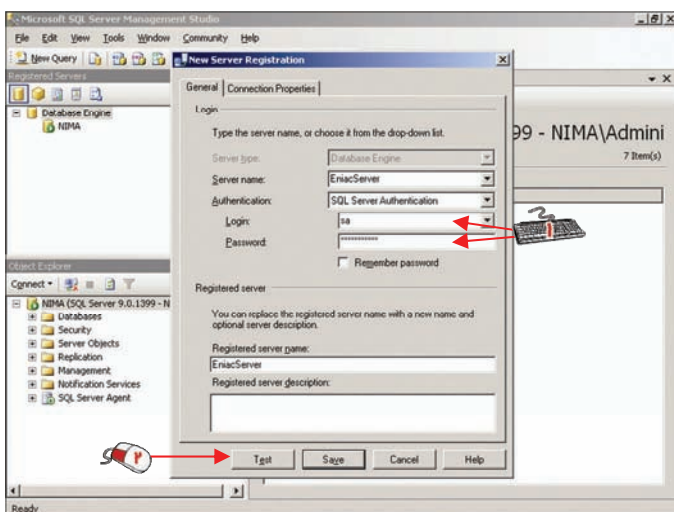 Microsoft SQL Server Management Studio
File Edit View Tools Window Community Help
New Query
Registered Servers
Database Engine
NIMA
New Server Registration
General Connection Properties
Login
Type the server name, or choose it from the drop-down list.
Server type: Database Engine
Server name: EniacServer
Authentication: SQL Server Authentication
Login: sa
Password: ***********
Remember password
Registered server
You can replace the registered server name with a new name and
optional server description.
Registered server name:
EniacServer
Registered server description:
Test Save Cancel Help
99 - NIMA\Admini
7 Item(s)
۱
۲
Object Explorer
Connect
NIMA (SQL Server 9.0.1399 - N
Databases
Security
Server Objects
Replication
Management
Notification Services
SQL Server Agent
Ready